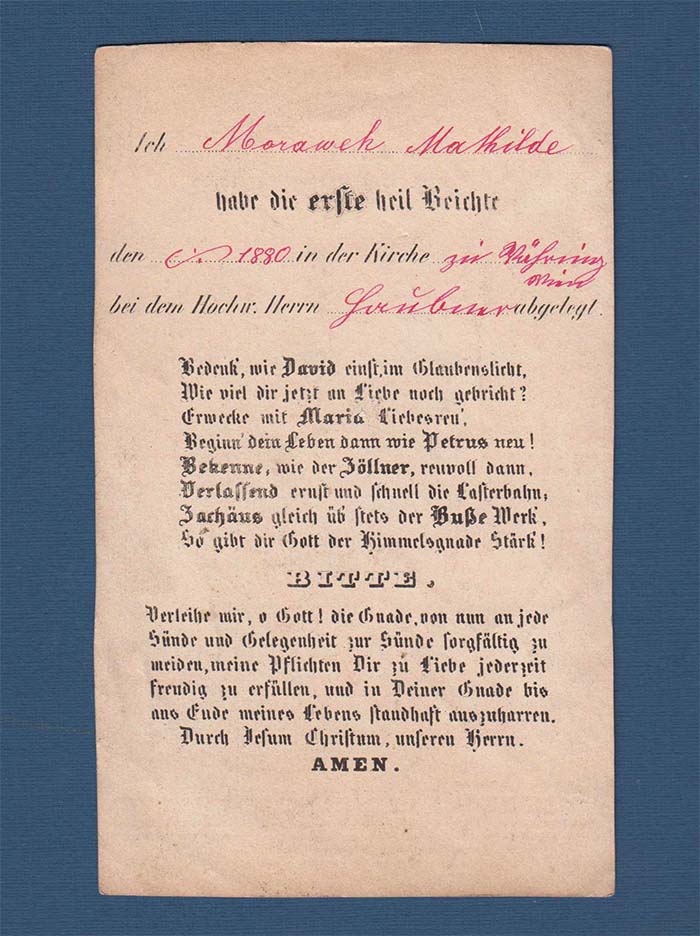 Ich Moraweh Mathilde
habe die erste heil Beichte
den 1880 in der Kirche zu Währing
Wien
bei dem Hochw. Herrn Haubner abgelegt.
Bedenk', wie David einst, im Glaubenslicht,
Wie viel dir jetzt an Liebe noch gebricht?
Erwecke mit Maria Liebesreu',
Beginn' dein Leben dann wie Petrus neu!
Bekenne, wie der Zöllner, reuvoll dann,
Verlassend ernst und schnell die Lasterbahn;
Zachäus gleich üb' stets der Buße Werk,
So gibt dir Gott der Himmelsgnade Stärk'!
BITTE.
Verleihe mir, o Gott! die Gnade, von nun an jede
Sünde und Gelegenheit zur Sünde sorgfältig zu
meiden, meine Pflichten Dir zu Liebe jederzeit
freudig zu erfüllen, und in Deiner Gnade bis
ans Ende meines Lebens standhaft auszuharren.
Durch Jesum Christum, unseren Herrn.
AMEN.